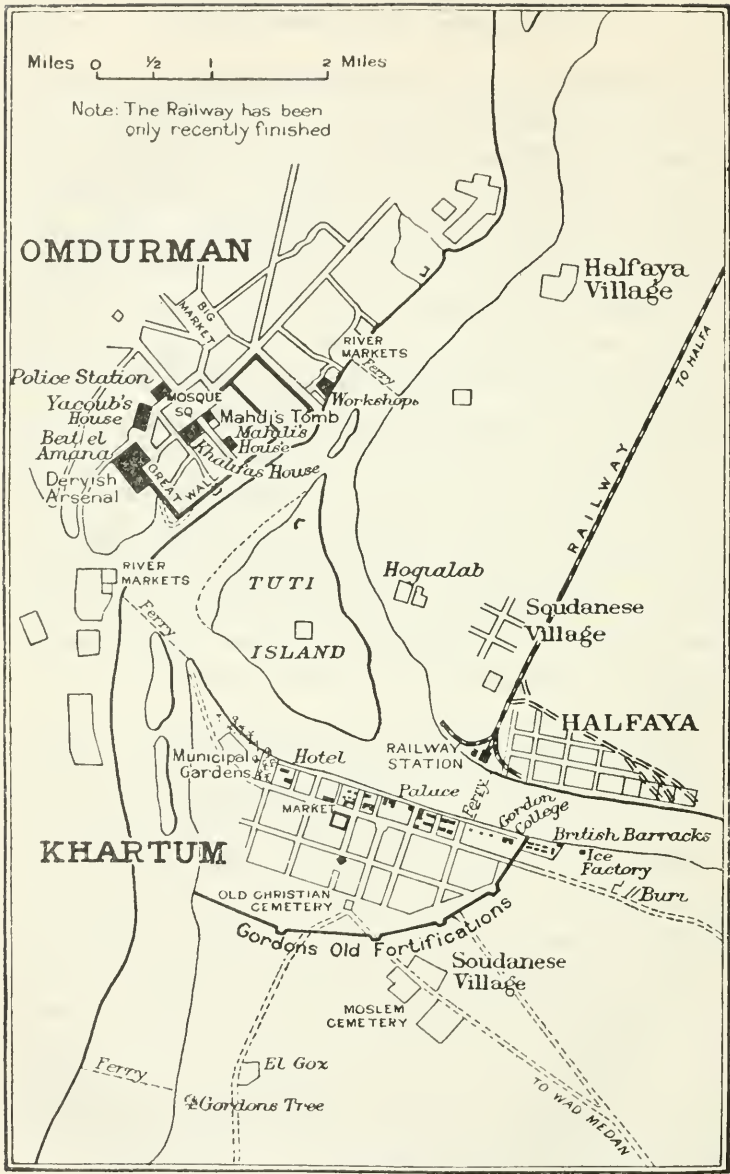 Miles 0 ½ 1 2 Miles
Note: The Railway has been
only recently finished
OMDURMAN
BIG
MARKET
Halfaya
Village
TO HALFA
RAILWAY
RIVER
MARKETS
Ferry
Police Station
MOSQUE
SQ
Workshops
Yacoub's
House
Mahdi's Tomb
Mahdi's
House
Beit el
Amana
Khalifas House
GREAT WALL
Dervish
Arsenal
RIVER
MARKETS
Ferry
TUTI
ISLAND
Hogialab
Soudanese
Village
HALFAYA
RAILWAY
STATION
Municipal
Gardens
Hotel
Palace
Ferry
Gordon
College
MARKET
British Barracks
KHARTUM
Ice
Factory
Buri
OLD CHRISTIAN
CEMETERY
Gordons Old Fortifications
Soudanese
Village
MOSLEM
CEMETERY
El Goz
Ferry
Gordons Tree
TO WAD MEDAN